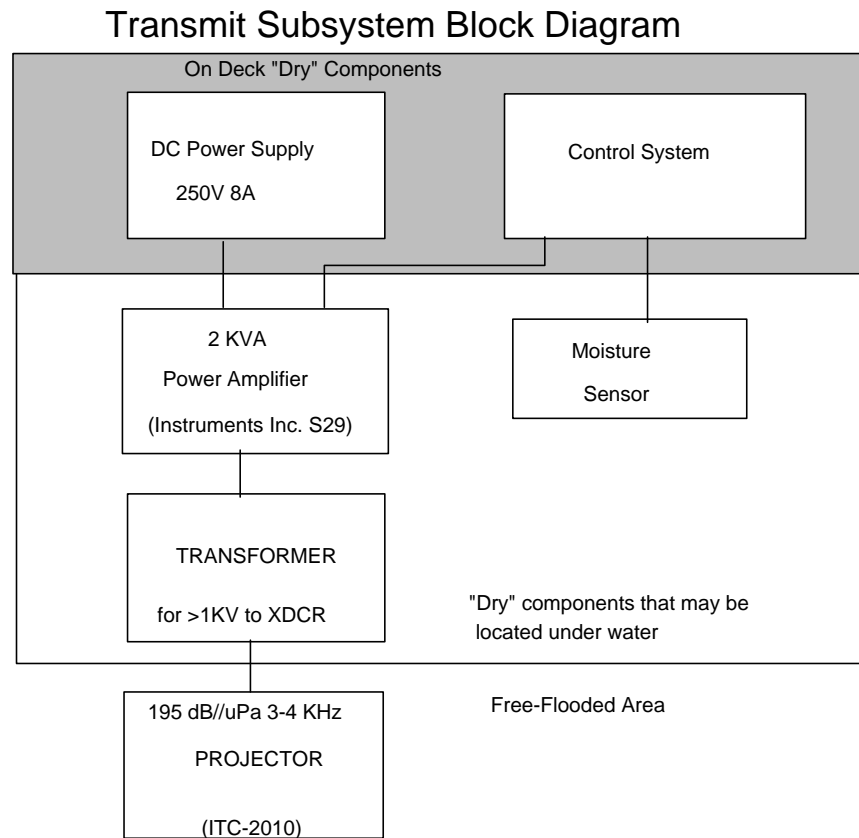 Transmit Subsystem Block Diagram
On Deck "Dry" Components
DC Power Supply
250V 8A
Control System
2 KVA
Power Amplifier
(Instruments Inc. S29)
Moisture
Sensor
TRANSFORMER
for >1KV to XDCR
"Dry" components that may be
located under water
195 dB//uPa 3-4 KHz
PROJECTOR
(ITC-2010)
Free-Flooded Area